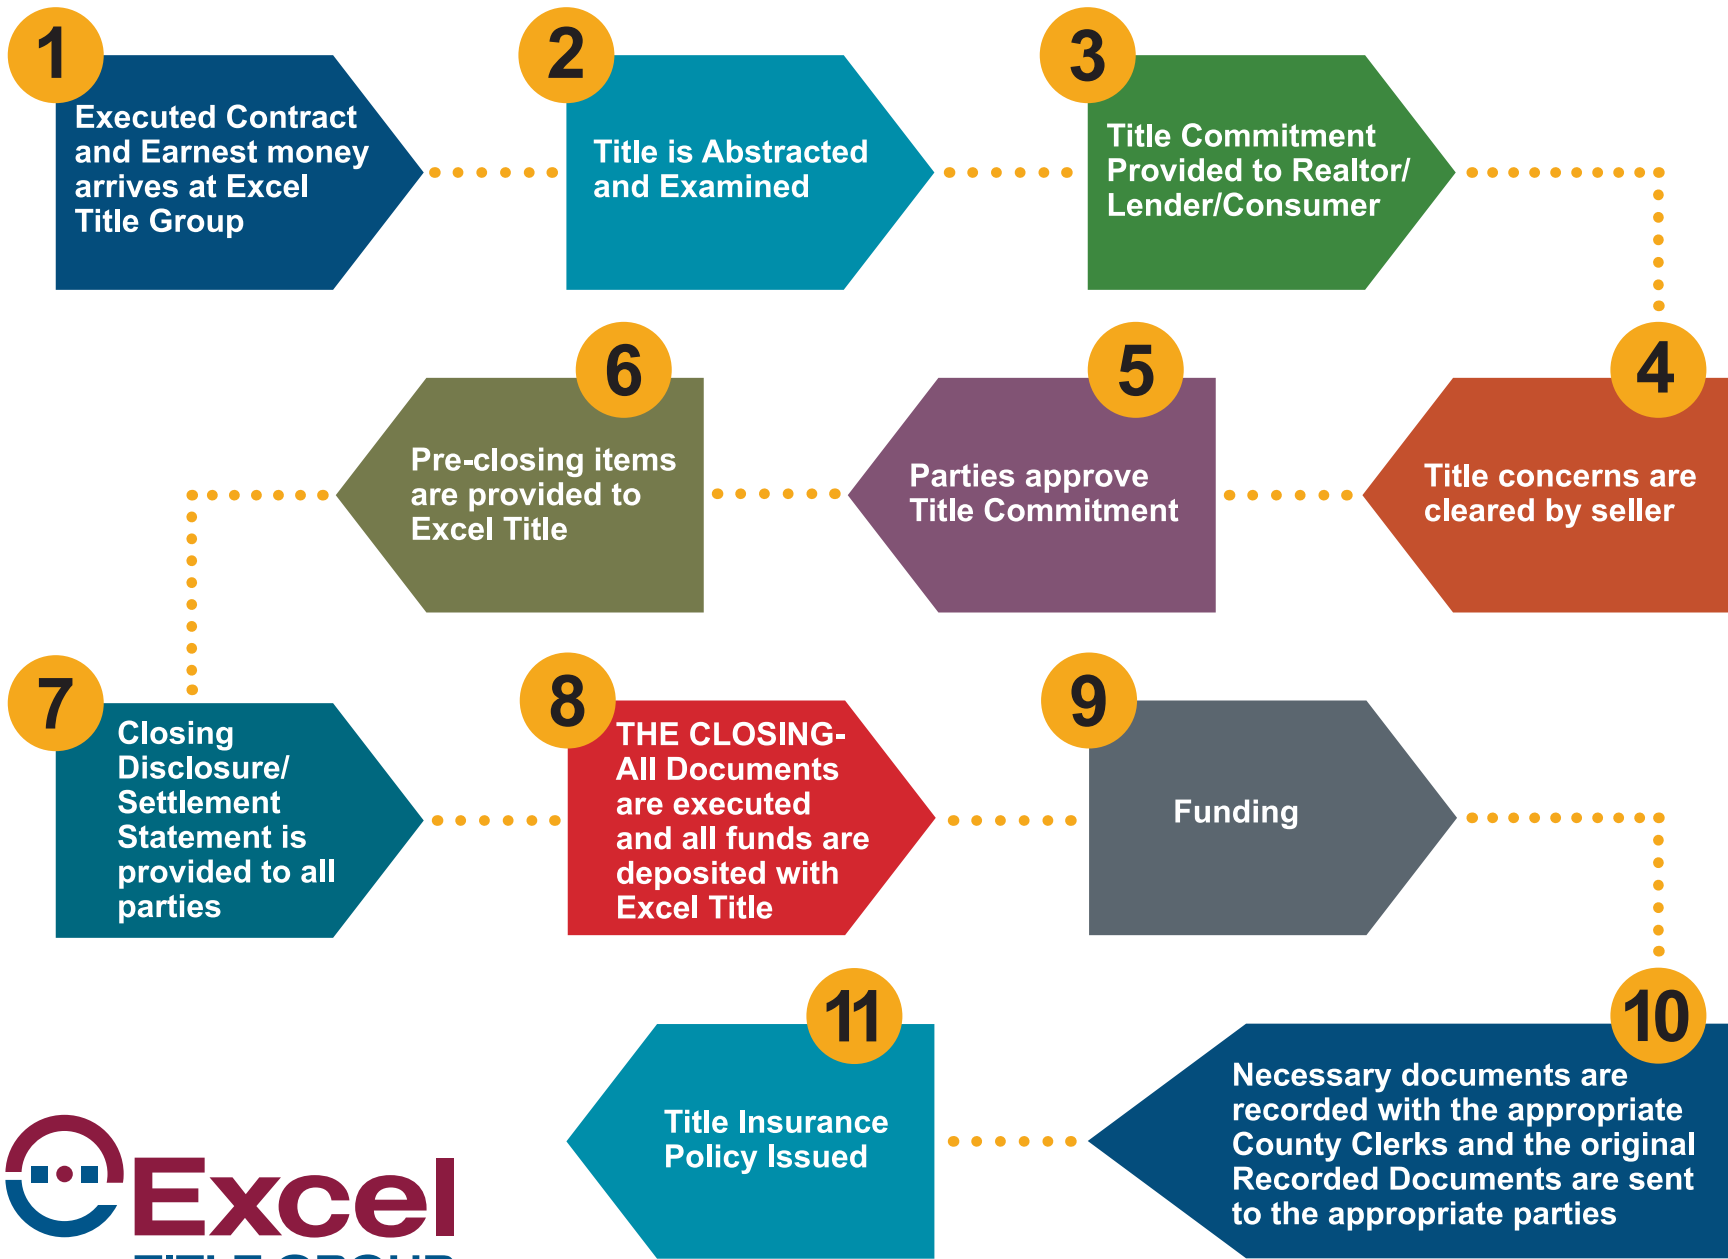 1
Executed Contract
and Earnest money
arrives at Excel
Title Group
2
Title is Abstracted
and Examined
3
Title Commitment
Provided to Realtor/
Lender/Consumer
4
Title concerns are
cleared by seller
5
Parties approve
Title Commitment
6
Pre-closing items
are provided to
Excel Title
7
Closing
Disclosure/
Settlement
Statement is
provided to all
parties
8
THE CLOSING-
All Documents
are executed
and all funds are
deposited with
Excel Title
9
Funding
10
Necessary documents are
recorded with the appropriate
County Clerks and the original
Recorded Documents are sent
to the appropriate parties
11
Title Insurance
Policy Issued
Excel
TITLE GROUP